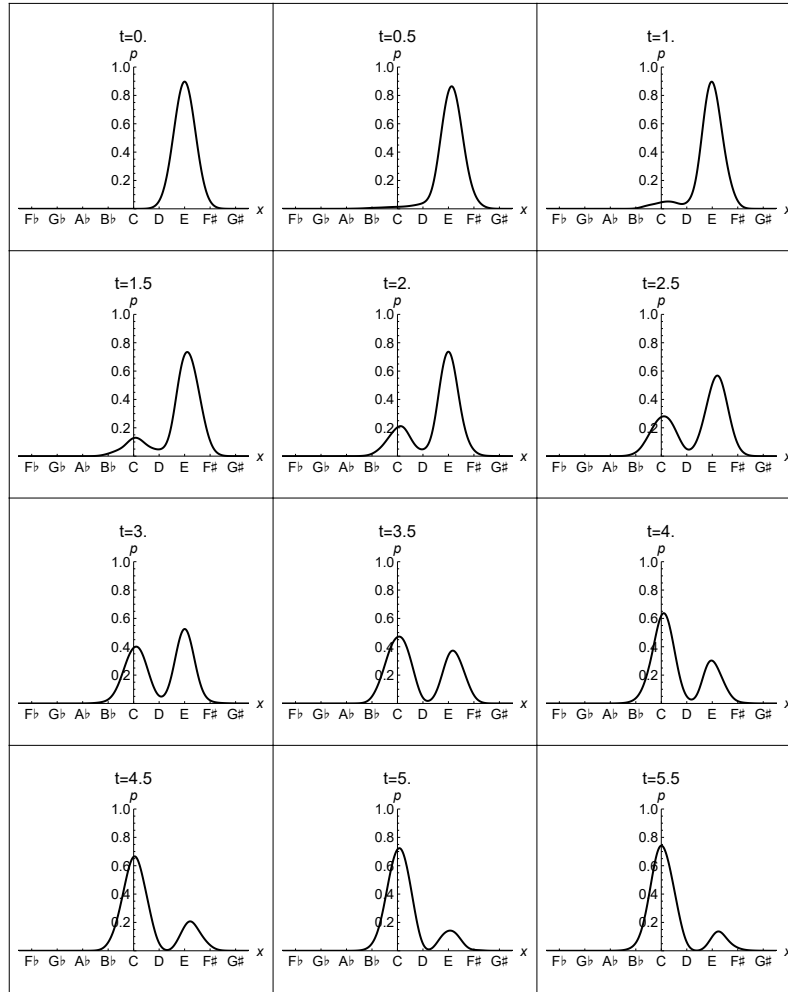 t=0.
p
1.0
0.8
0.6
0.4
0.2
x
F♭ G♭ A♭ B♭ C D E F♯ G♯
t=0.5
p
1.0
0.8
0.6
0.4
0.2
x
F♭ G♭ A♭ B♭ C D E F♯ G♯
t=1.
p
1.0
0.8
0.6
0.4
0.2
x
F♭ G♭ A♭ B♭ C D E F♯ G♯
t=1.5
p
1.0
0.8
0.6
0.4
0.2
x
F♭ G♭ A♭ B♭ C D E F♯ G♯
t=2.
p
1.0
0.8
0.6
0.4
0.2
x
F♭ G♭ A♭ B♭ C D E F♯ G♯
t=2.5
p
1.0
0.8
0.6
0.4
0.2
x
F♭ G♭ A♭ B♭ C D E F♯ G♯
t=3.
p
1.0
0.8
0.6
0.4
0.2
x
F♭ G♭ A♭ B♭ C D E F♯ G♯
t=3.5
p
1.0
0.8
0.6
0.4
0.2
x
F♭ G♭ A♭ B♭ C D E F♯ G♯
t=4.
p
1.0
0.8
0.6
0.4
0.2
x
F♭ G♭ A♭ B♭ C D E F♯ G♯
t=4.5
p
1.0
0.8
0.6
0.4
0.2
x
F♭ G♭ A♭ B♭ C D E F♯ G♯
t=5.
p
1.0
0.8
0.6
0.4
0.2
x
F♭ G♭ A♭ B♭ C D E F♯ G♯
t=5.5
p
1.0
0.8
0.6
0.4
0.2
x
F♭ G♭ A♭ B♭ C D E F♯ G♯